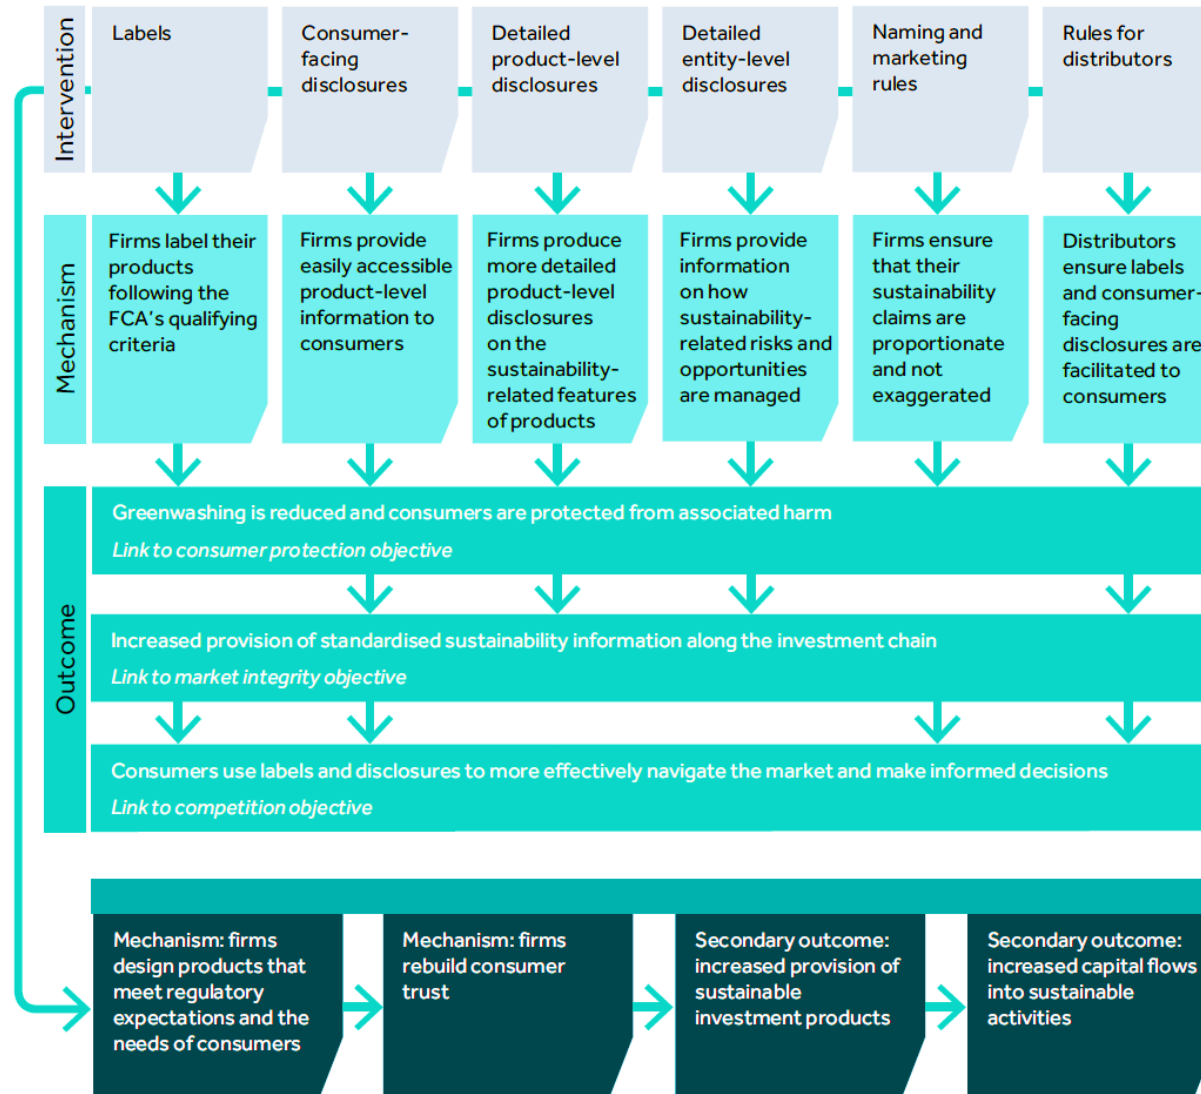 Intervention
Labels
Consumer-
facing
disclosures
Detailed
product-level
disclosures
Detailed
entity-level
disclosures
Naming and
marketing
rules
Rules for
distributors
Mechanism
Firms label their
products
following the
FCA's qualifying
criteria
Firms provide
easily accessible
product-level
information to
consumers
Firms produce
more detailed
product-level
disclosures
on the
sustainability-
related features
of products
Firms provide
information
on how
sustainability-
related risks and
opportunities
are managed
Firms ensure
that their
sustainability
claims are
proportionate
and not
exaggerated
Distributors
ensure labels
and consumer-
facing
disclosures are
facilitated to
consumers
Outcome
Greenwashing is reduced and consumers are protected from associated harm
Link to consumer protection objective
Increased provision of standardised sustainability information along the investment chain
Link to market integrity objective
Consumers use labels and disclosures to more effectively navigate the market and make informed decisions
Link to competition objective
Mechanism: firms
design products that
meet regulatory
expectations and the
needs of consumers
Mechanism: firms
rebuild consumer
trust
Secondary outcome:
increased provision of
sustainable
investment products
Secondary outcome:
increased capital flows
into sustainable
activities